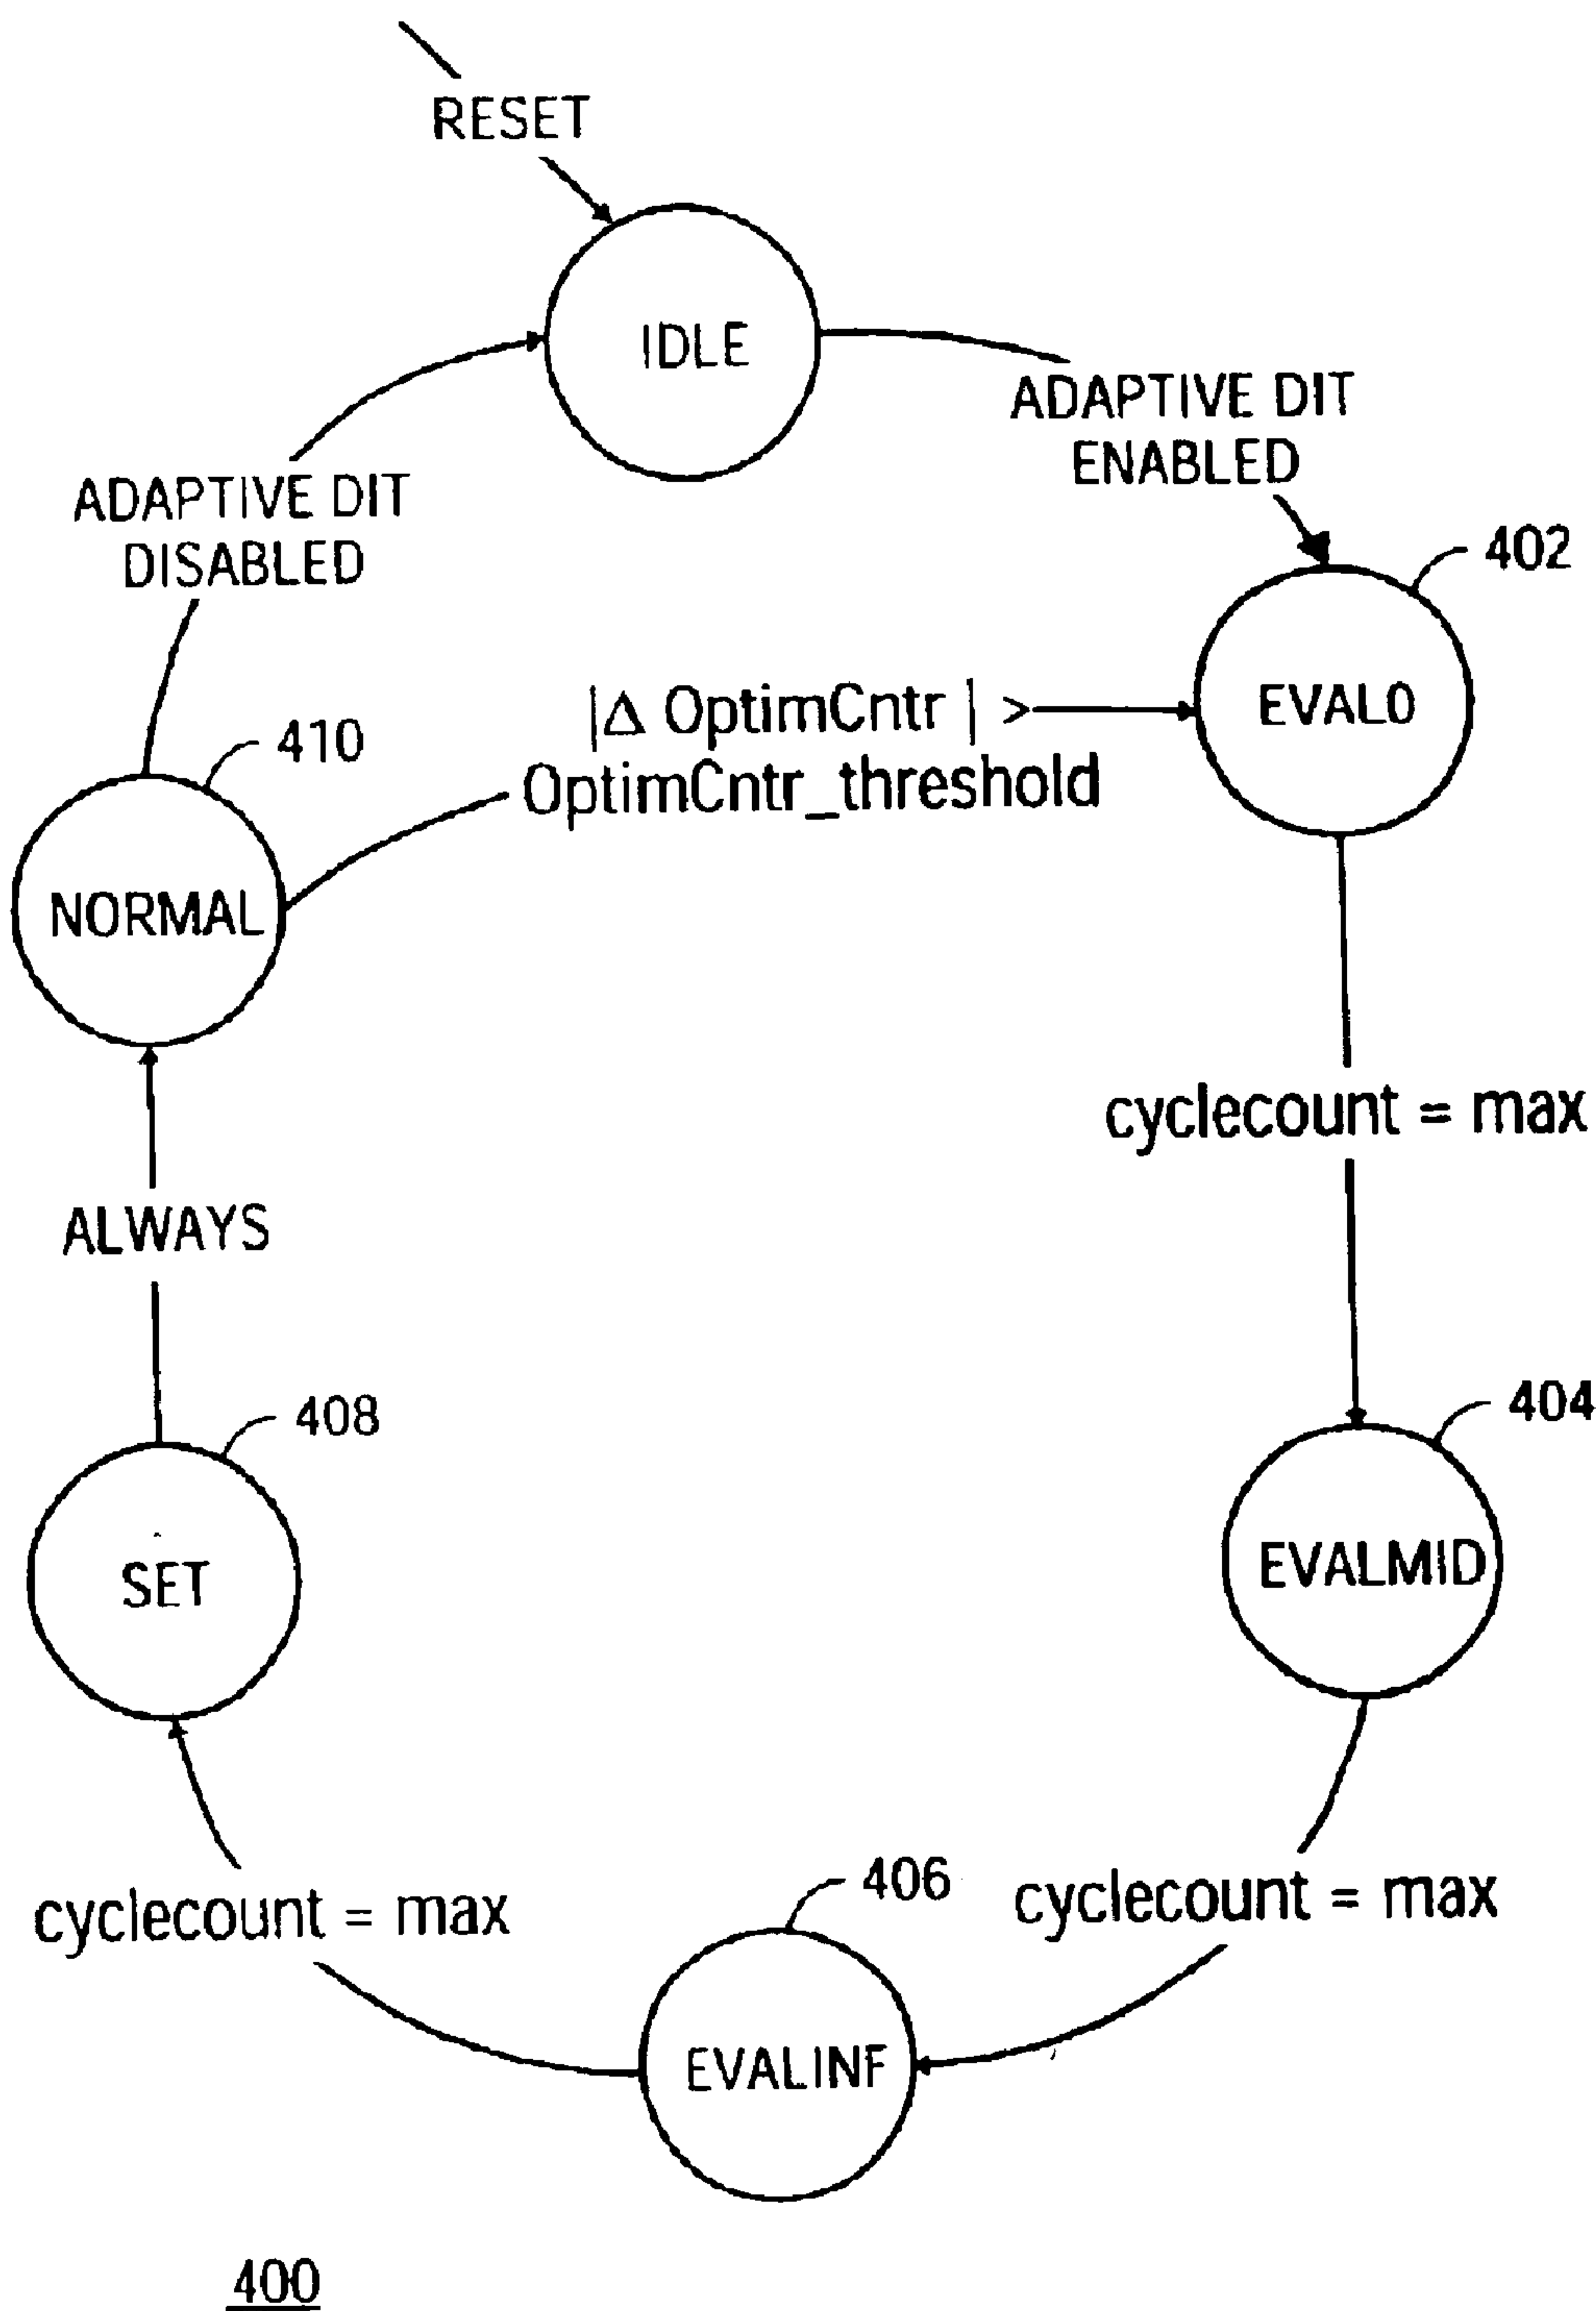 RESET
IDLE
ADAPTIVE DIT
ENABLED
ADAPTIVE DIT
DISABLED
402
EVAL0
|Δ OptimCntr | >
OptimCntr_threshold
410
NORMAL
cyclecount = max
ALWAYS
408
404
SET
EVALMID
cyclecount = max
406
cyclecount = max
EVALINF
400